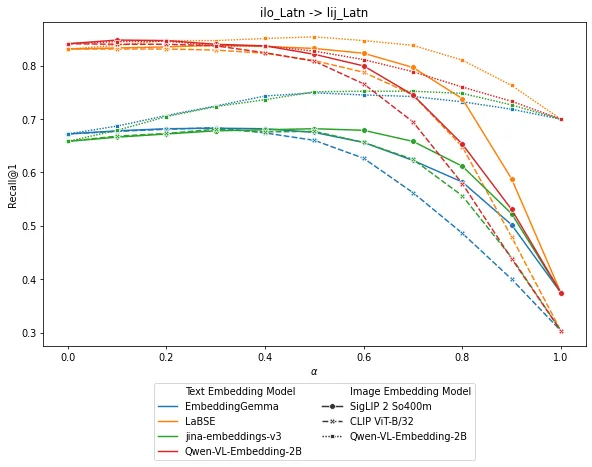 ilo_Latn -> lij_Latn
Recall@1
0.8
0.7
0.6
0.5
0.4
0.3
0.0 0.2 0.4 0.6 0.8 1.0
α
Text Embedding Model Image Embedding Model
EmbeddingGemma SigLIP 2 So400m
LaBSE CLIP ViT-B/32
jina-embeddings-v3 Qwen-VL-Embedding-2B
Qwen-VL-Embedding-2B